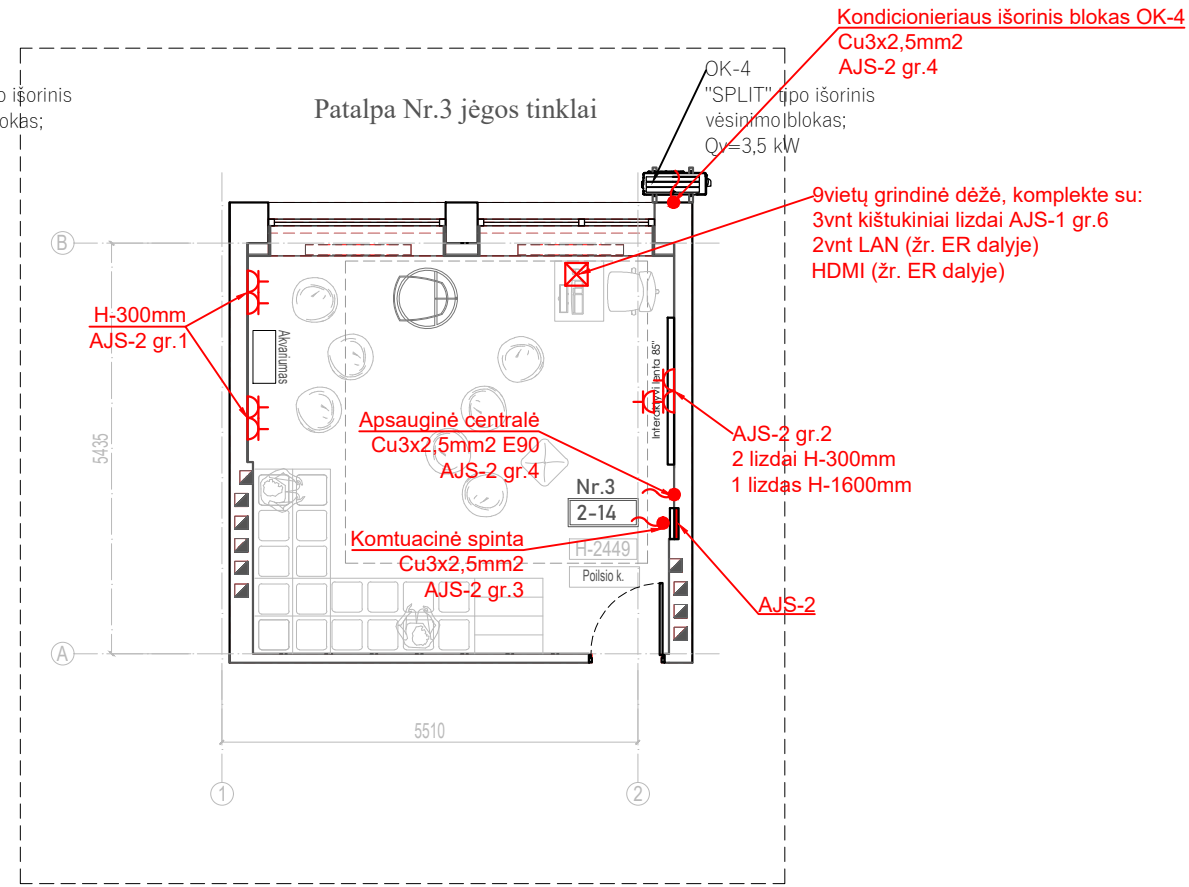 Kondicionieriaus išorinis blokas OK-4
Cu3x2,5mm2
AJS-2 gr.4
OK-4
"SPLIT" tipo išorinis
vėsinimo blokas;
Qv=3,5 kW
išorinis
Patalpa Nr.3 jėgos tinklai
9vietų grindinė dėžė, komplekte su:
3vnt kištukiniai lizdai AJS-1 gr.6
2vnt LAN (žr. ER dalyje)
HDMI (žr. ER dalyje)
B
H-300mm
AJS-2 gr.1
Akvariumas
Interaktyvi lenta 85"
5435
Apsauginė centralė
Cu3x2,5mm2 E90
AJS-2 gr.4
AJS-2 gr.2
2 lizdai H-300mm
1 lizdas H-1600mm
Nr.3
2-14
H-2449
Poilsio k.
Komtuacinė spinta
Cu3x2,5mm2
AJS-2 gr.3
AJS-2
A
5510
1
2